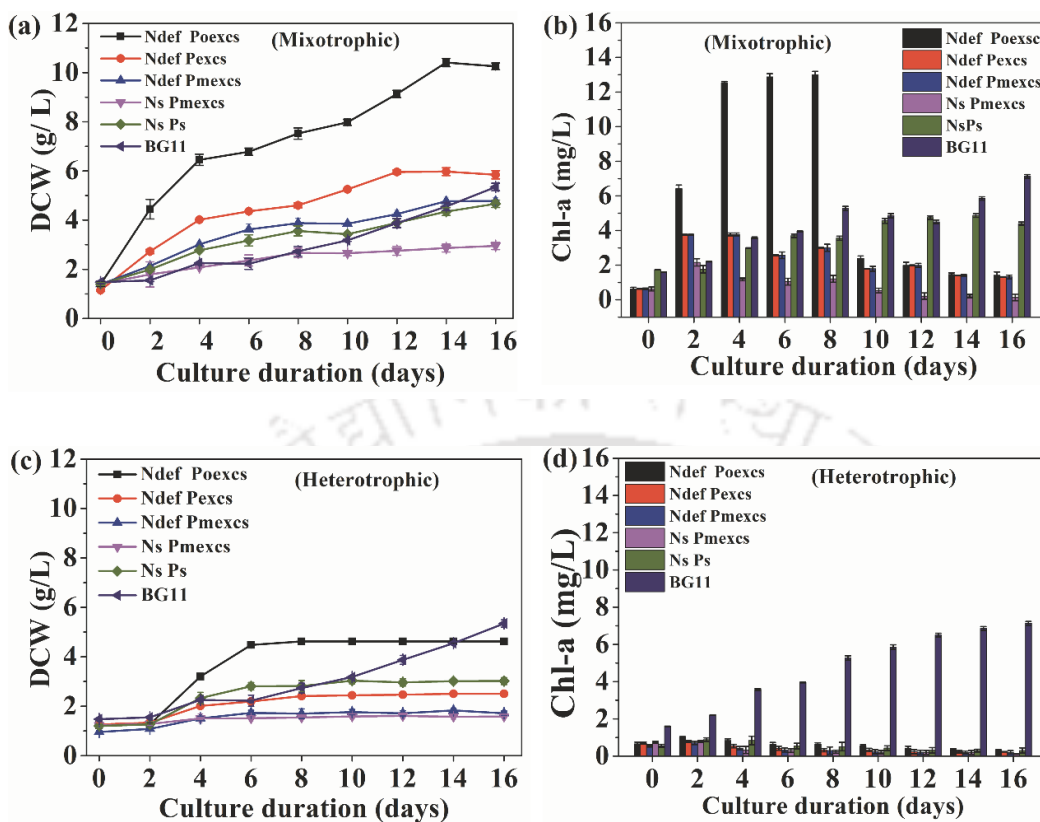 (a)
(Mixotrophic)
Ndef Poexcs
Ndef Pexcs
Ndef Pmexcs
Ns Pmexcs
Ns Ps
BG11
DCW (g/ L)
12
10
8
6
4
2
0
0 2 4 6 8 10 12 14 16
Culture duration (days)
(b)
(Mixotrophic)
Ndef Poexsc
Ndef Pexcs
Ndef Pmexcs
Ns Pmexcs
NsPs
BG11
Chl-a (mg/L)
16
14
12
10
8
6
4
2
0
0 2 4 6 8 10 12 14 16
Culture duration (days)
(c)
(Heterotrophic)
Ndef Poexcs
Ndef Pexcs
Ndef Pmexcs
Ns Pmexcs
Ns Ps
BG11
DCW (g/L)
12
10
8
6
4
2
0
0 2 4 6 8 10 12 14 16
Culture duration (days)
(d)
(Heterotrophic)
Ndef Poexcs
Ndef Pexcs
Ndef Pmexcs
Ns Pmexcs
Ns Ps
BG11
Chl-a (mg/L)
16
14
12
10
8
6
4
2
0
0 2 4 6 8 10 12 14 16
Culture duration (days)